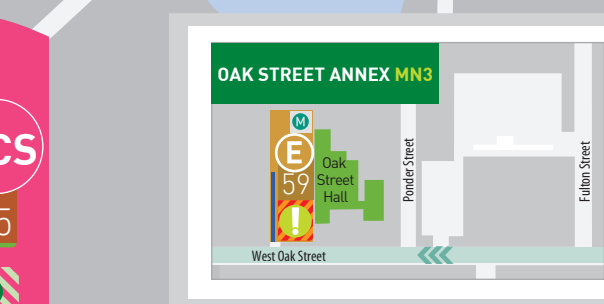 OAK STREET ANNEX MN3
M
E
59
!
Oak
Street
Hall
Ponder Street
Fulton Street
West Oak Street
CS